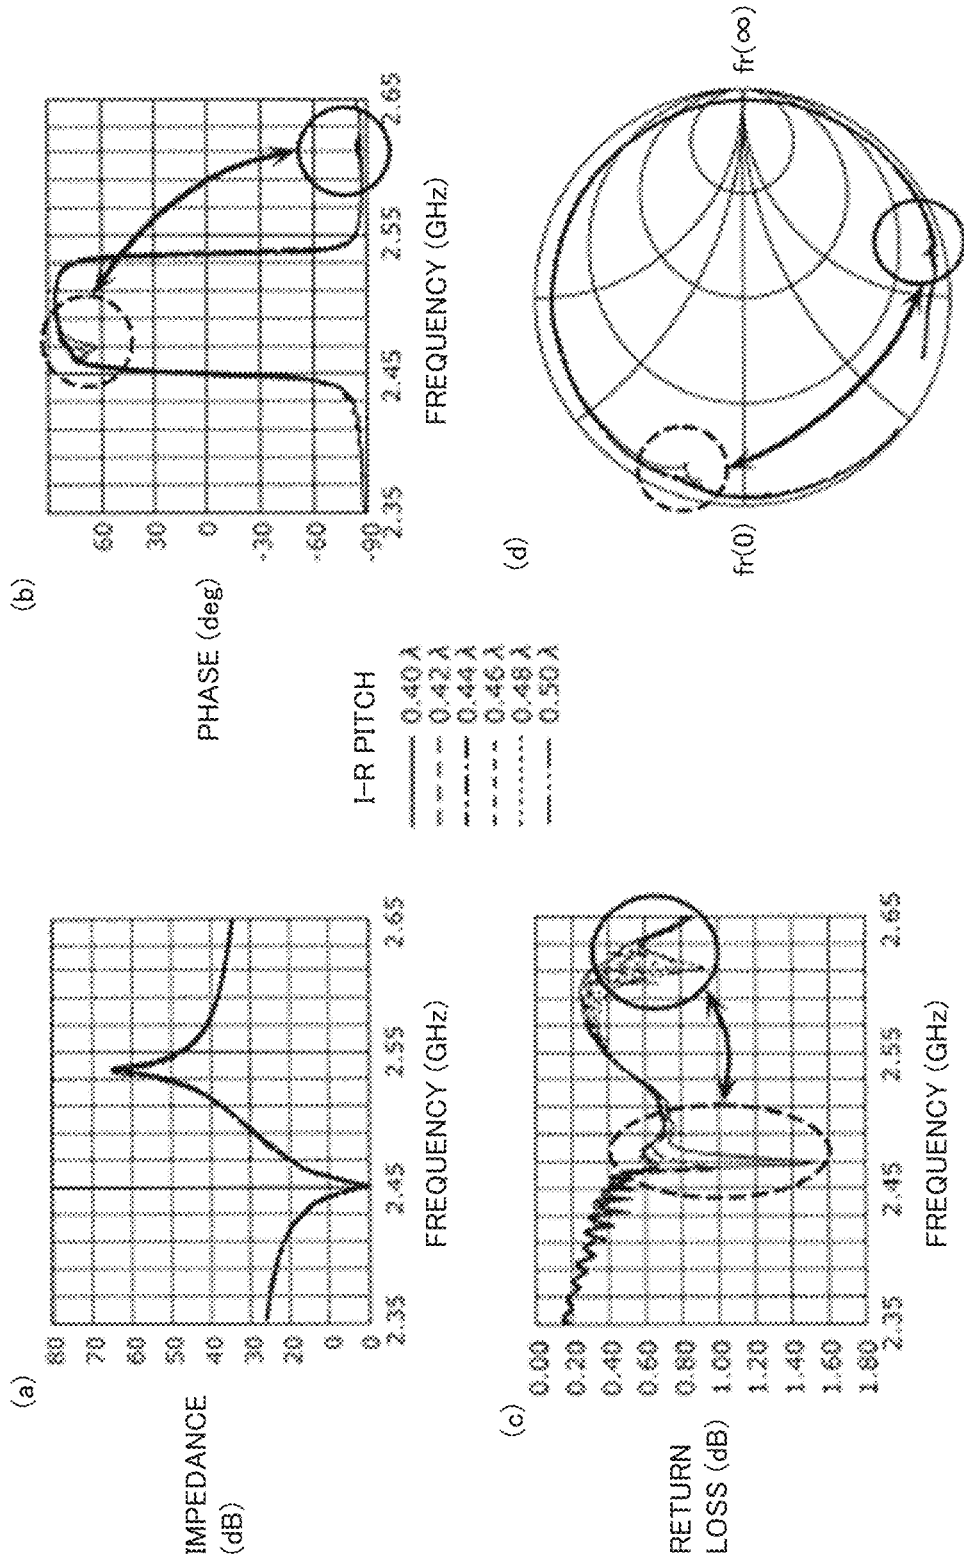 (a)
IMPEDANCE
(dB)
80
70
60
50
40
30
20
10
0
2.35 2.45 2.55 2.65
FREQUENCY (GHz)
(b)
PHASE (deg)
60
30
0
-30
-60
-90
2.35 2.45 2.55 2.65
FREQUENCY (GHz)
I-R PITCH
0.40λ
0.42λ
0.44λ
0.46λ
0.48λ
0.50λ
(c)
RETURN
LOSS (dB)
0.00
0.20
0.40
0.60
0.80
1.00
1.20
1.40
1.60
1.80
2.35 2.45 2.55 2.65
FREQUENCY (GHz)
(d)
fr(0)
fr(∞)